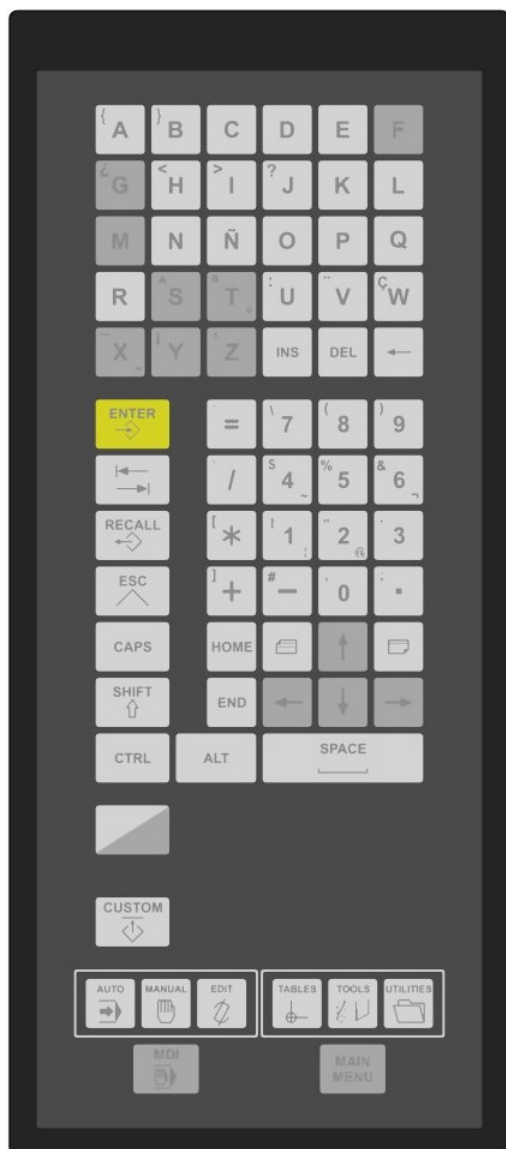 { A } B C D E F
¿ G < H > I ? J K L
M N Ñ O P Q
R ^ S ª T º : U ¨ V Ç W
X Y Z INS DEL
ENTER = \ 7 ( 8 ) 9
/ $ 4 ~ % 5 & 6 ¬
RECALL [ * ! 1 ; " 2 @ 3
ESC ] + # - 0 .
CAPS HOME
SHIFT END
CTRL ALT SPACE
CUSTOM
AUTO MANUAL EDIT TABLES TOOLS UTILITIES
MDI MAIN
MENU